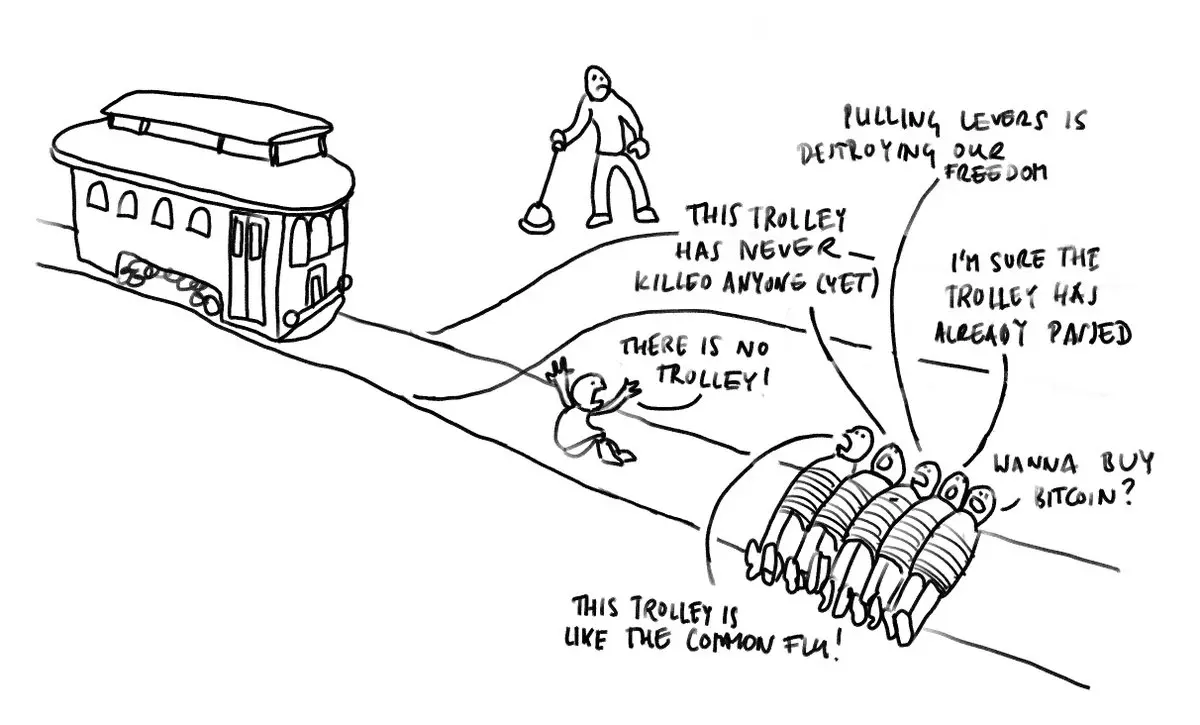 PULLING LEVERS IS
DESTROYING OUR
FREEDOM
THIS TROLLEY
HAS NEVER
KILLED ANYONE (YET)
I'M SURE THE
TROLLEY HAS
ALREADY PASSED
THERE IS NO
TROLLEY!
WANNA BUY
BITCOIN?
THIS TROLLEY IS
LIKE THE COMMON FLU!